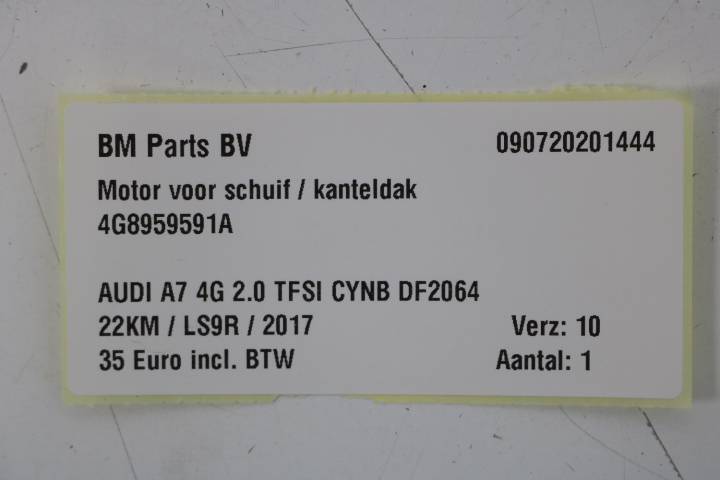 BM Parts BV 090720201444
Motor voor schuif / kanteldak
4G8959591A
AUDI A7 4G 2.0 TFSI CYNB DF2064
22KM / LS9R / 2017 Verz: 10
35 Euro incl. BTW Aantal: 1